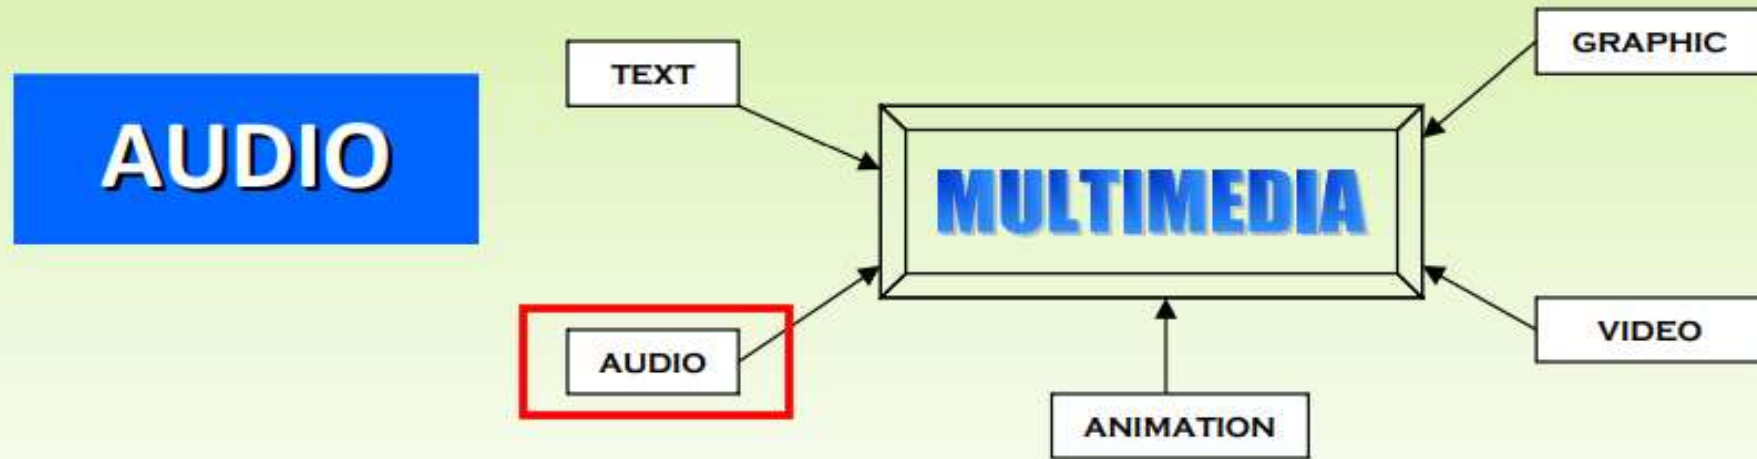 AUDIO
TEXT
GRAPHIC
MULTIMEDIA
AUDIO
VIDEO
ANIMATION